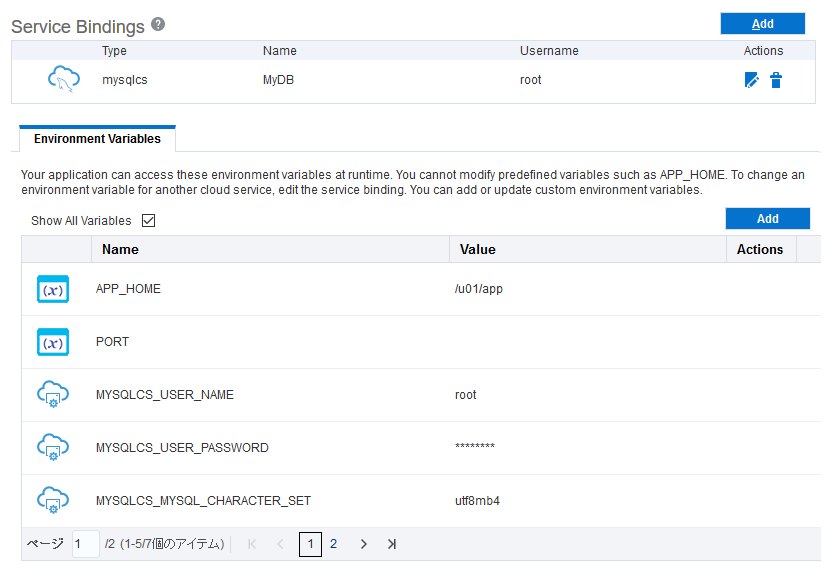 Service Bindings ?
Add
Type Name Username Actions
mysqlcs MyDB root
Environment Variables
Your application can access these environment variables at runtime. You cannot modify predefined variables such as APP_HOME. To change an
environment variable for another cloud service, edit the service binding. You can add or update custom environment variables.
Show All Variables
Add
Name Value Actions
(x) APP_HOME /u01/app
(x) PORT
MYSQLCS_USER_NAME root
MYSQLCS_USER_PASSWORD ********
MYSQLCS_MYSQL_CHARACTER_SET utf8mb4
ページ 1 /2 (1-5/7個のアイテム) 1 2